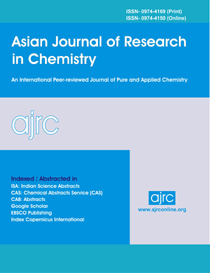 ISSN- 0974-4169 (Print)
ISSN- 0974-4150 (Online)
Asian Journal of Research
in Chemistry
An International Peer-reviewed Journal of Pure and Applied Chemistry
ajrc
Indexed / Abstracted in
ISA: Indian Science Abstracts
CAS: Chemical Abstracts Service (CAS)
CAB: Abstracts
Google Scholar
EBSCO Publishing
Index Copernicus International
ajrc
www.ajrconline.org